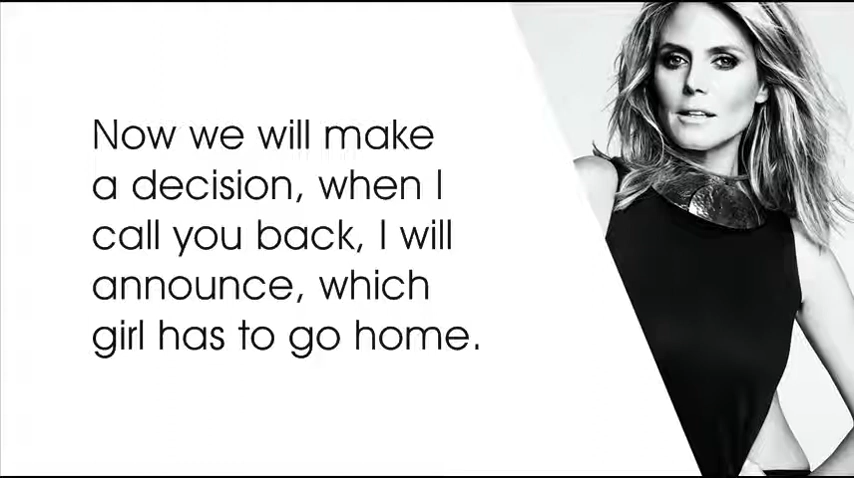 Now we will make
a decision, when I
call you back, I will
announce, which
girl has to go home.